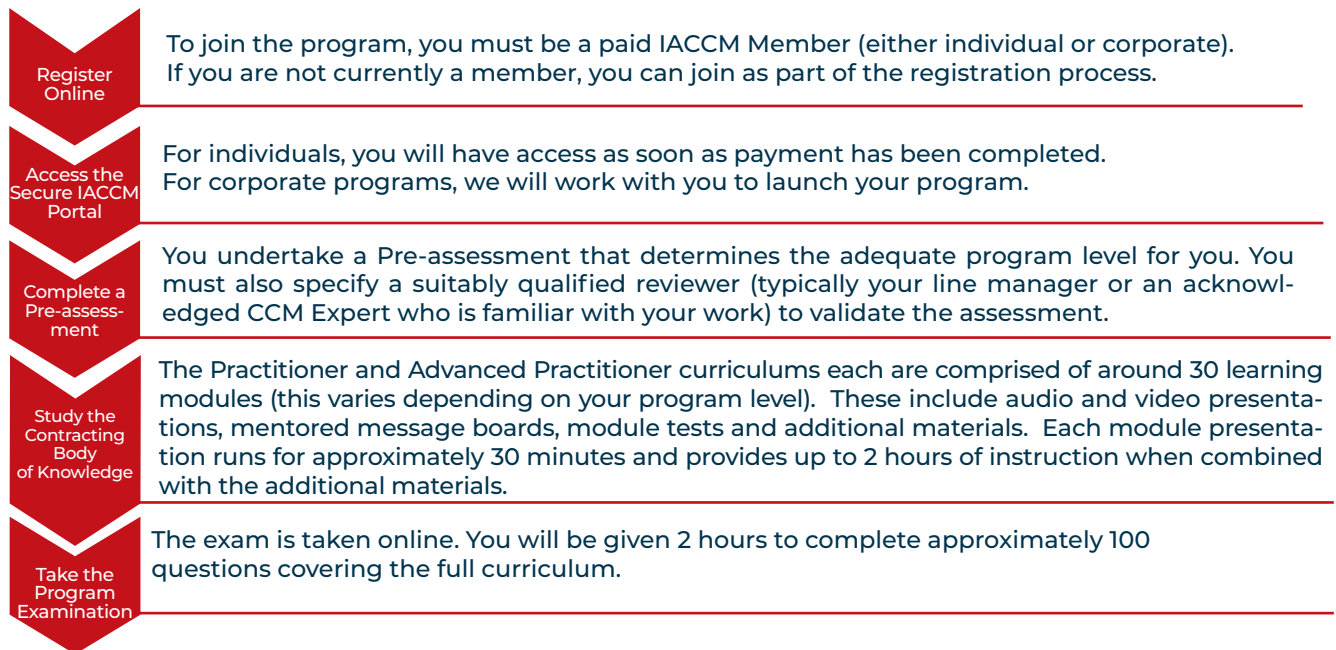 Register
Online
To join the program, you must be a paid IACCM Member (either individual or corporate).
If you are not currently a member, you can join as part of the registration process.
Access the
Secure IACCM
Portal
For individuals, you will have access as soon as payment has been completed.
For corporate programs, we will work with you to launch your program.
Complete a
Pre-assess-
ment
You undertake a Pre-assessment that determines the adequate program level for you. You
must also specify a suitably qualified reviewer (typically your line manager or an acknowl-
edged CCM Expert who is familiar with your work) to validate the assessment.
Study the
Contracting
Body
of Knowledge
The Practitioner and Advanced Practitioner curriculums each are comprised of around 30 learning
modules (this varies depending on your program level). These include audio and video presenta-
tions, mentored message boards, module tests and additional materials. Each module presenta-
tion runs for approximately 30 minutes and provides up to 2 hours of instruction when combined
with the additional materials.
Take the
Program
Examination
The exam is taken online. You will be given 2 hours to complete approximately 100
questions covering the full curriculum.